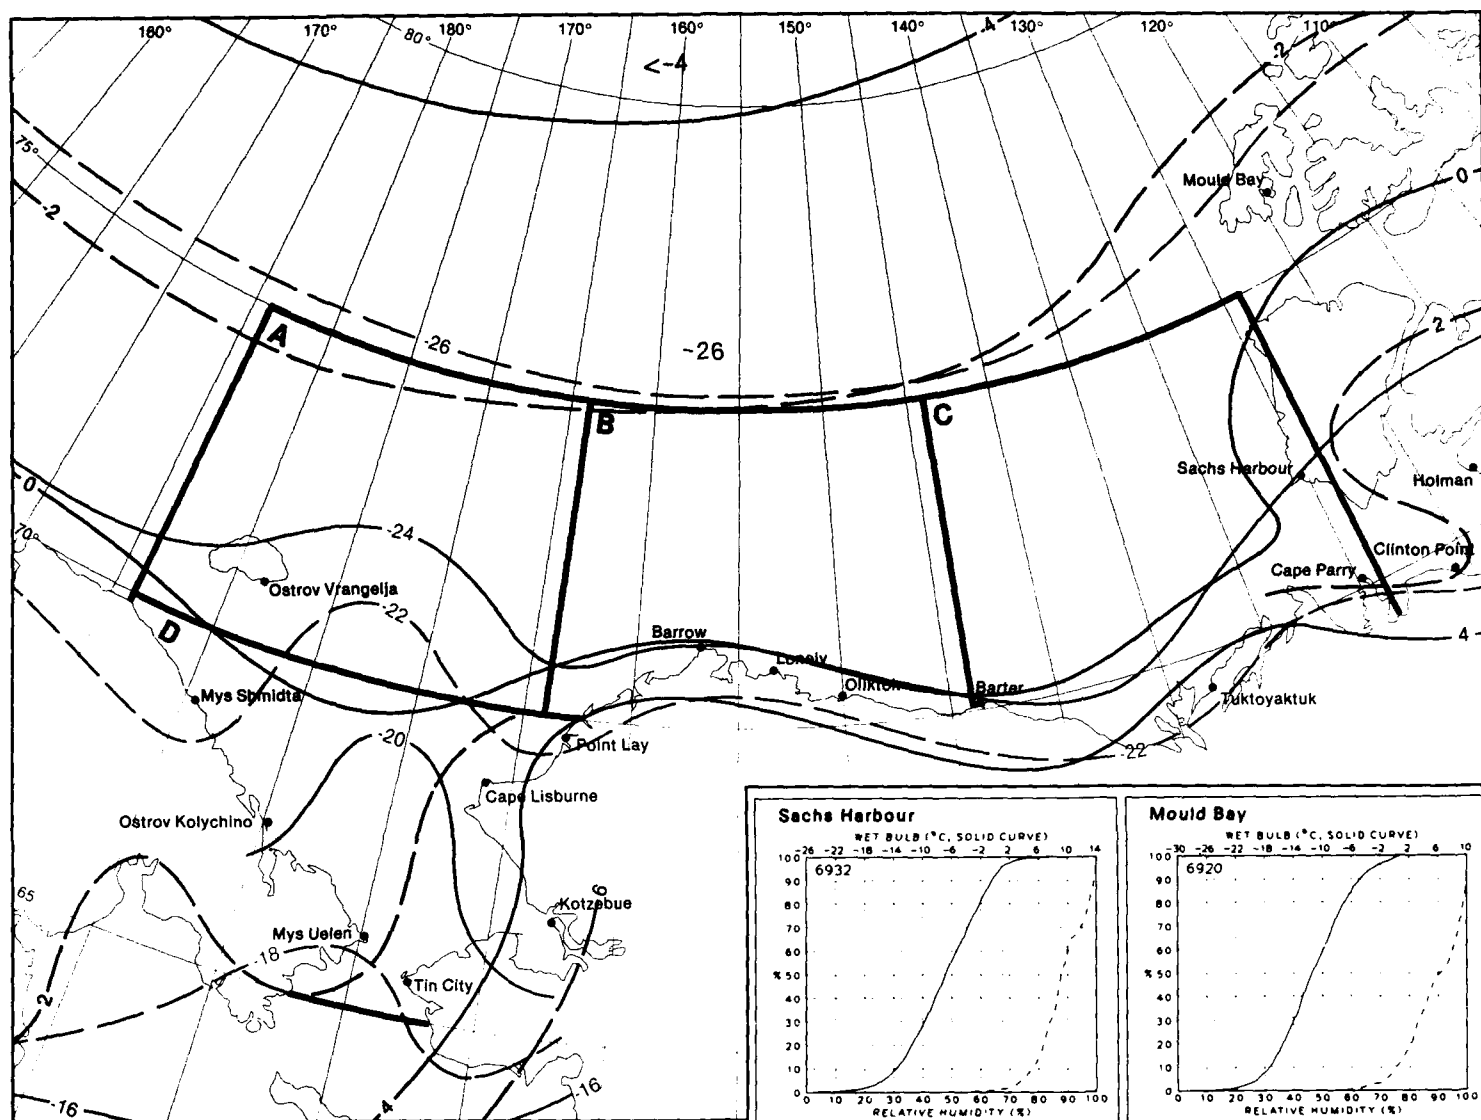 160° 170° 180° 170° 160° 150° 140° 130° 120° 110°
80°
<-4
4
-2
75°
-2
Mould Bay
0
A
-26
-26
B
C
2
0
70°
-24
Sachs Harbour
Holman
Ostrov Vrangelja
Clinton Point
Cape Parry
-22
D
Barrow
Lonely
Oliktok
Barter
4
Mys Shmidta
Tuktoyaktuk
-20
Point Lay
-22
Cape Lisburne
Ostrov Kolychino
65
6
Kotzebue
Mys Uelen
-18
Tin City
2
-16
4
-16
Sachs Harbour
WET BULB (°C, SOLID CURVE)
-26 -22 -18 -14 -10 -6 -2 2 6 10 14
6932
100
90
80
70
60
% 50
40
30
20
10
0
0 10 20 30 40 50 60 70 80 90 100
RELATIVE HUMIDITY (%)
Mould Bay
WET BULB (°C, SOLID CURVE)
-30 -26 -22 -18 -14 -10 -6 -2 2 6 10
6920
100
90
80
70
60
% 50
40
30
20
10
0
0 10 20 30 40 50 60 70 80 90 100
RELATIVE HUMIDITY (%)